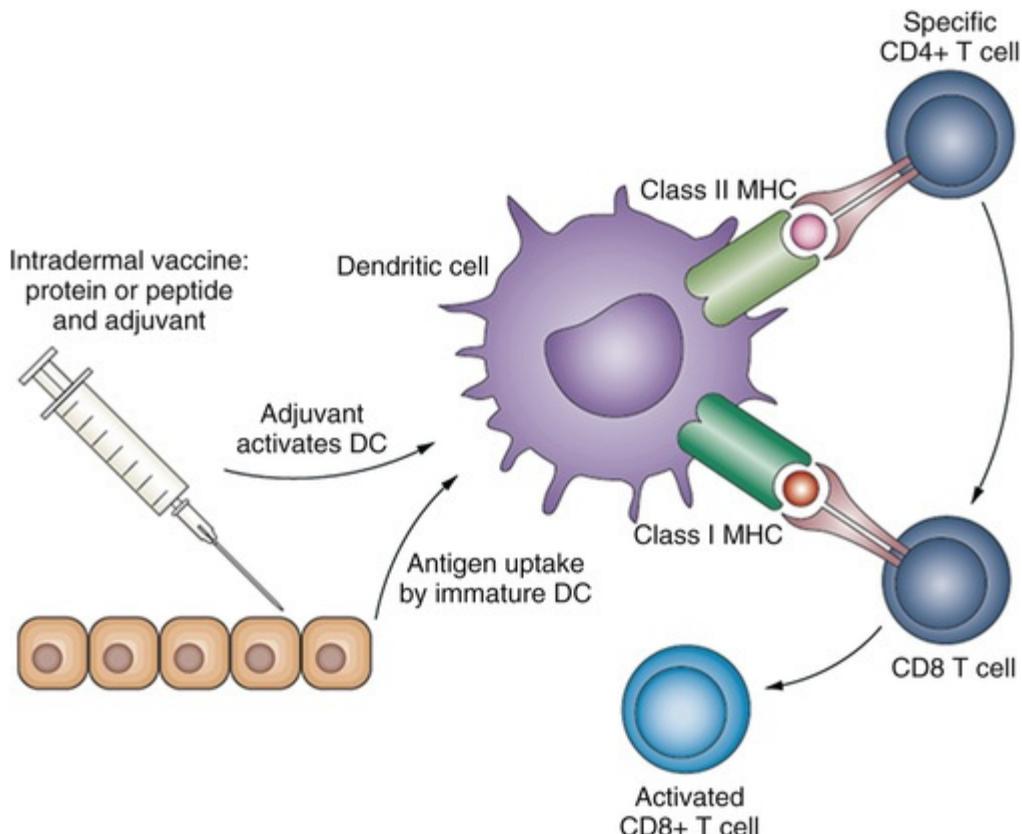 Specific
CD4+ T cell
Class II MHC
Dendritic cell
Intradermal vaccine:
protein or peptide
and adjuvant
Adjuvant
activates DC
Class I MHC
Antigen uptake
by immature DC
CD8 T cell
Activated
CD8+ T cell